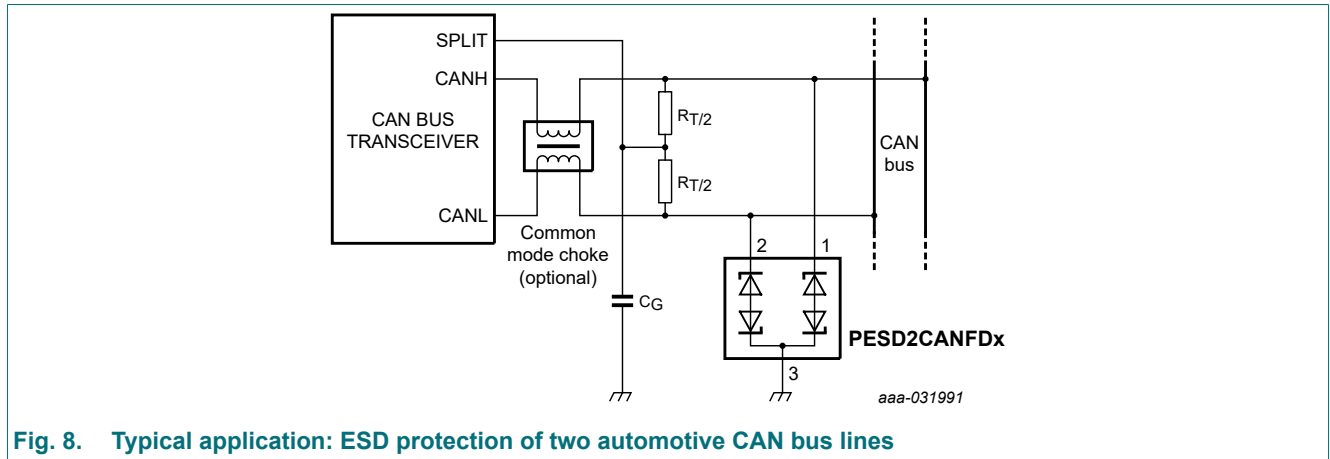 SPLIT
CANH
CAN BUS
TRANSCEIVER
CANL
Common
mode choke
(optional)
RT/2
RT/2
CG
CAN
bus
2
1
3
PESD2CANFDx
aaa-031991
Fig. 8. Typical application: ESD protection of two automotive CAN bus lines